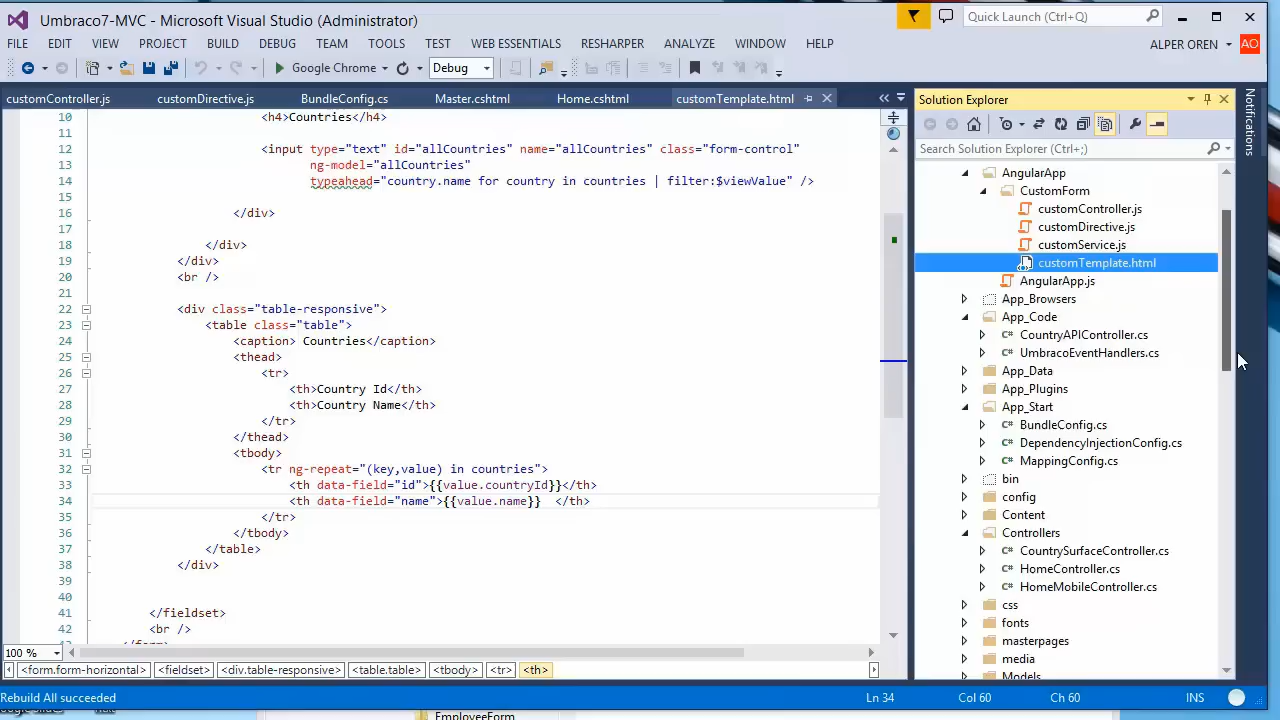 Umbraco7-MVC - Microsoft Visual Studio (Administrator)
Quick Launch (Ctrl+Q)
FILE EDIT VIEW PROJECT BUILD DEBUG TEAM TOOLS TEST WEB ESSENTIALS RESHARPER ANALYZE WINDOW HELP
ALPER OREN AO
Google Chrome Debug
customController.js customDirective.js BundleConfig.cs Master.cshtml Home.cshtml customTemplate.html
10 <h4>Countries</h4>
11
12 <input type="text" id="allCountries" name="allCountries" class="form-control"
13 ng-model="allCountries"
14 typeahead="country.name for country in countries | filter:$viewValue" />
15
16 </div>
17
18 </div>
19 </div>
20 <br />
21
22 <div class="table-responsive">
23 <table class="table">
24 <caption> Countries</caption>
25 <thead>
26 <tr>
27 <th>Country Id</th>
28 <th>Country Name</th>
29 </tr>
30 </thead>
31 <tbody>
32 <tr ng-repeat="(key,value) in countries">
33 <th data-field="id">{{value.countryId}}</th>
34 <th data-field="name">{{value.name}}  </th>
35 </tr>
36 </tbody>
37 </table>
38 </div>
39
40
41 </fieldset>
42 <br />
100 %
<form.form-horizontal> <fieldset> <div.table-responsive> <table.table> <tbody> <tr> <th>
Solution Explorer
Search Solution Explorer (Ctrl+;)
AngularApp
CustomForm
customController.js
customDirective.js
customService.js
customTemplate.html
AngularApp.js
App_Browsers
App_Code
CountryAPIController.cs
UmbracoEventHandlers.cs
App_Data
App_Plugins
App_Start
BundleConfig.cs
DependencyInjectionConfig.cs
MappingConfig.cs
bin
config
Content
Controllers
CountrySurfaceController.cs
HomeController.cs
HomeMobileController.cs
css
fonts
masterpages
media
Models
Notifications
Rebuild All succeeded Ln 34 Col 60 Ch 60 INS
EmployeeForm